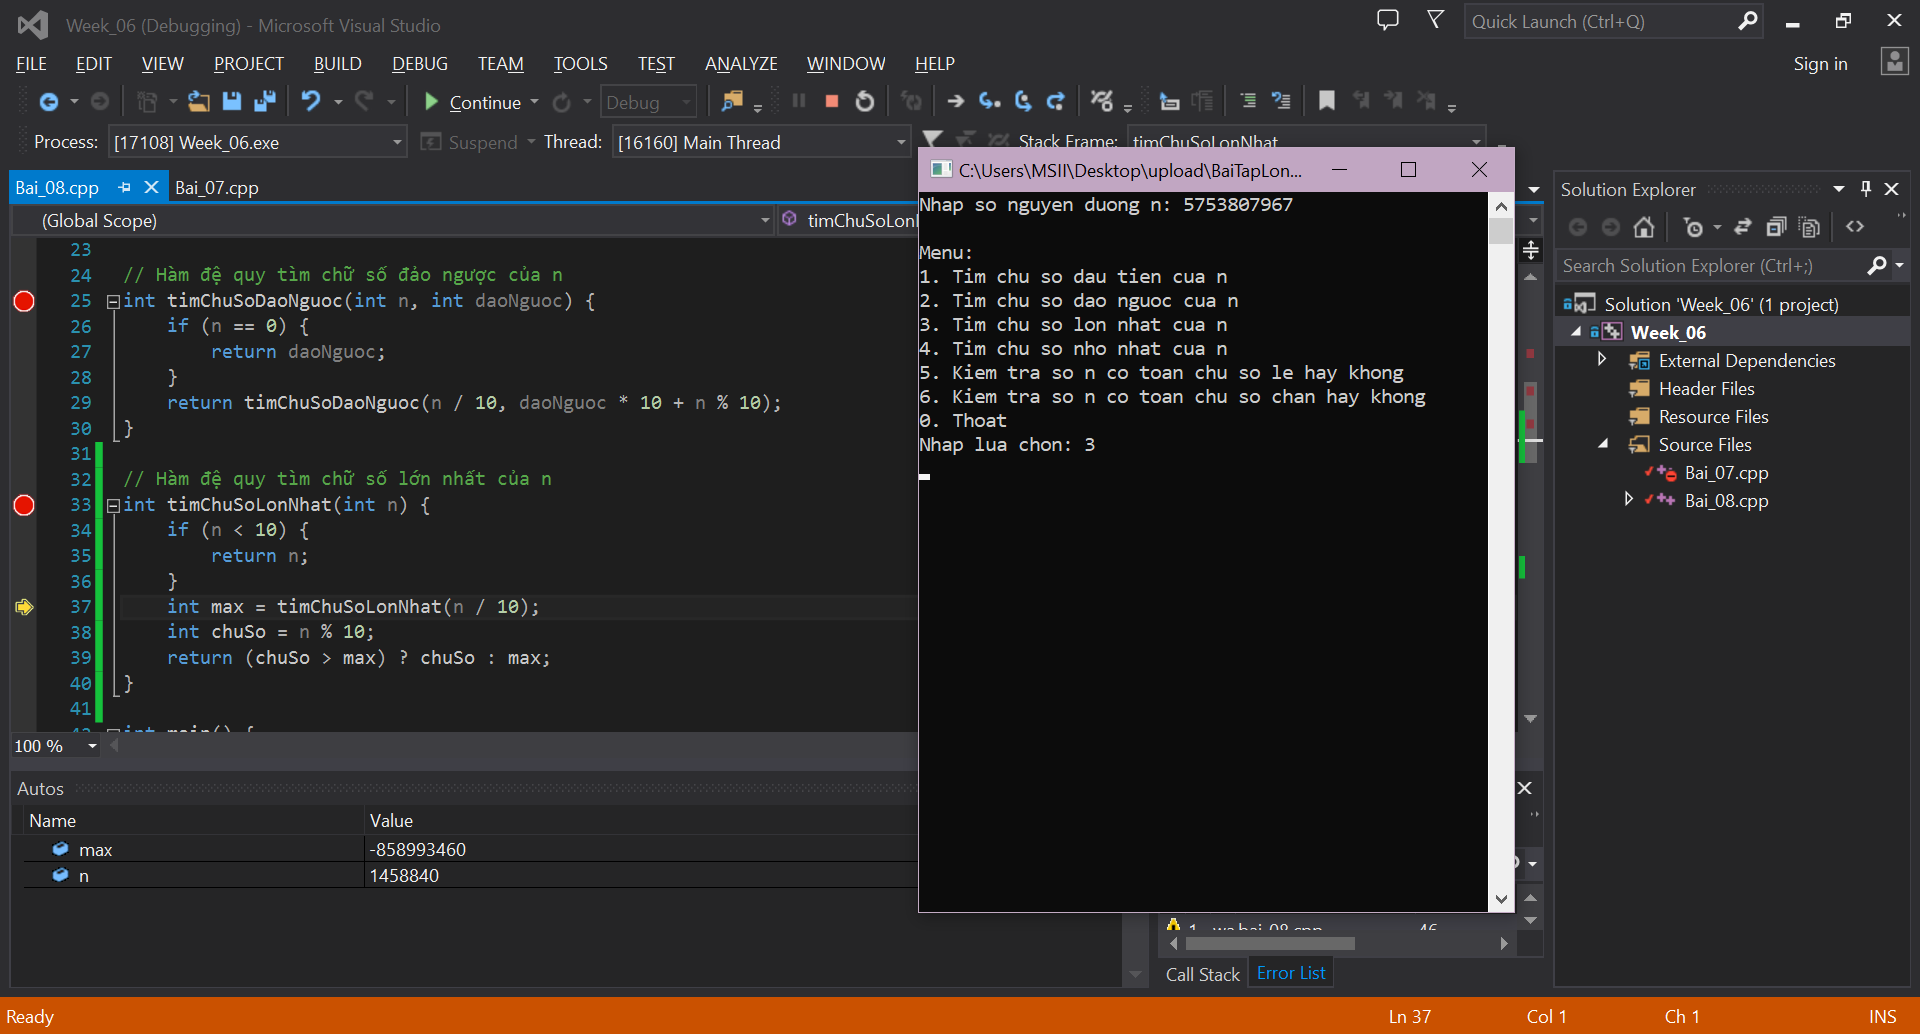 Week_06 (Debugging) - Microsoft Visual Studio
Quick Launch (Ctrl+Q)
FILE EDIT VIEW PROJECT BUILD DEBUG TEAM TOOLS TEST ANALYZE WINDOW HELP
Sign in
Continue Debug
Process: [17108] Week_06.exe Suspend Thread: [16160] Main Thread Stack Frame: timChuSoLonNhat
Bai_08.cpp Bai_07.cpp
(Global Scope) timChuSoLonl
23
24 // Hàm đệ quy tìm chữ số đảo ngược của n
25 int timChuSoDaoNguoc(int n, int daoNguoc) {
26 if (n == 0) {
27 return daoNguoc;
28 }
29 return timChuSoDaoNguoc(n / 10, daoNguoc * 10 + n % 10);
30 }
31
32 // Hàm đệ quy tìm chữ số lớn nhất của n
33 int timChuSoLonNhat(int n) {
34 if (n < 10) {
35 return n;
36 }
37 int max = timChuSoLonNhat(n / 10);
38 int chuSo = n % 10;
39 return (chuSo > max) ? chuSo : max;
40 }
41
42 int main() {
100 %
C:\Users\MSII\Desktop\upload\BaiTapLon...
Nhap so nguyen duong n: 5753807967
Menu:
1. Tim chu so dau tien cua n
2. Tim chu so dao nguoc cua n
3. Tim chu so lon nhat cua n
4. Tim chu so nho nhat cua n
5. Kiem tra so n co toan chu so le hay khong
6. Kiem tra so n co toan chu so chan hay khong
0. Thoat
Nhap lua chon: 3
Solution Explorer
Search Solution Explorer (Ctrl+;)
Solution 'Week_06' (1 project)
Week_06
External Dependencies
Header Files
Resource Files
Source Files
Bai_07.cpp
Bai_08.cpp
Autos
Name Value
max -858993460
n 1458840
Call Stack Error List
Ready Ln 37 Col 1 Ch 1 INS